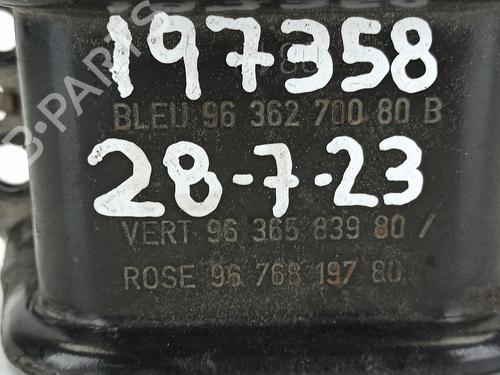 197358
BLEU 96 362 700 80 B
28-7-23
VERT 96 365 839 80 /
ROSE 96 768 197 80
B-PARTS